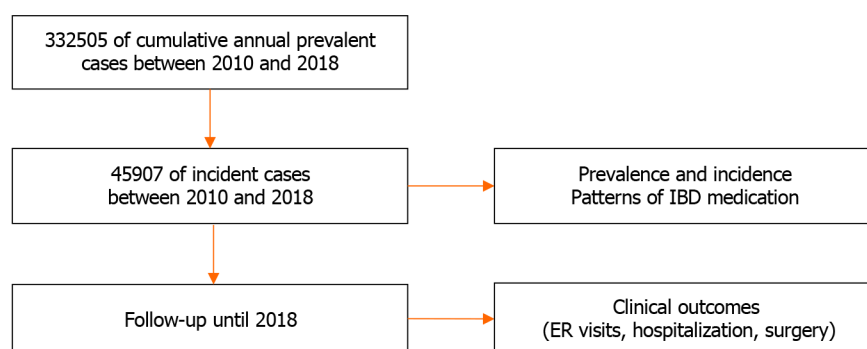 332505 of cumulative annual prevalent
cases between 2010 and 2018
45907 of incident cases
between 2010 and 2018
Prevalence and incidence
Patterns of IBD medication
Follow-up until 2018
Clinical outcomes
(ER visits, hospitalization, surgery)